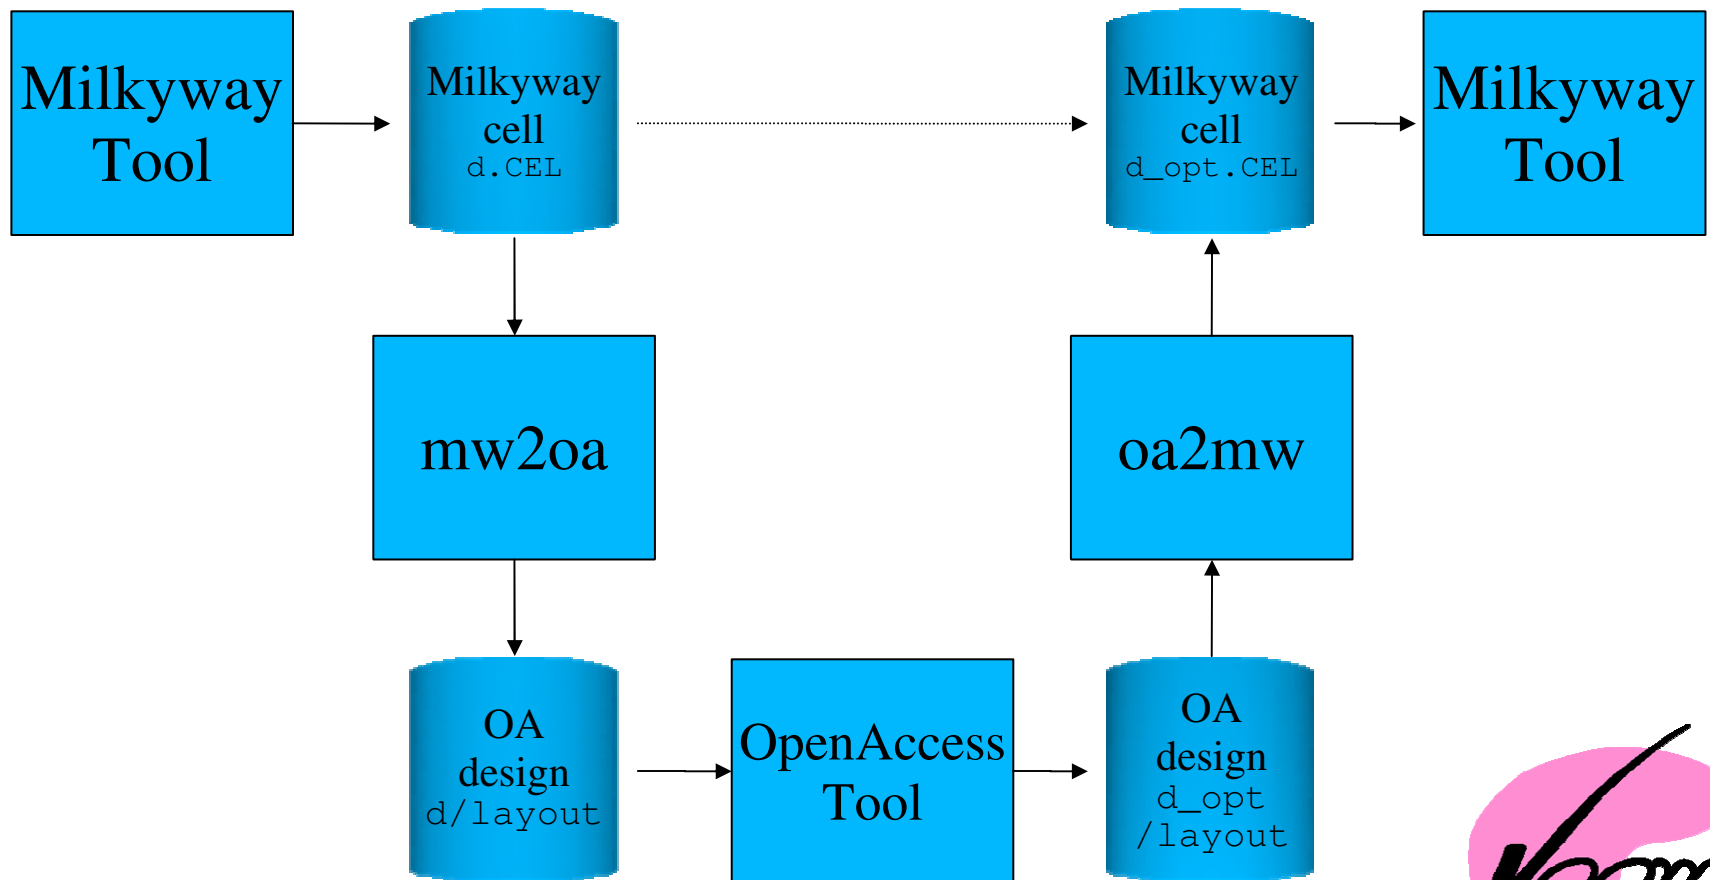 Milkyway
Tool
Milkyway
cell
d.CEL
Milkyway
cell
d_opt.CEL
Milkyway
Tool
mw2oa
oa2mw
OA
design
d/layout
OpenAccess
Tool
OA
design
d_opt
/layout